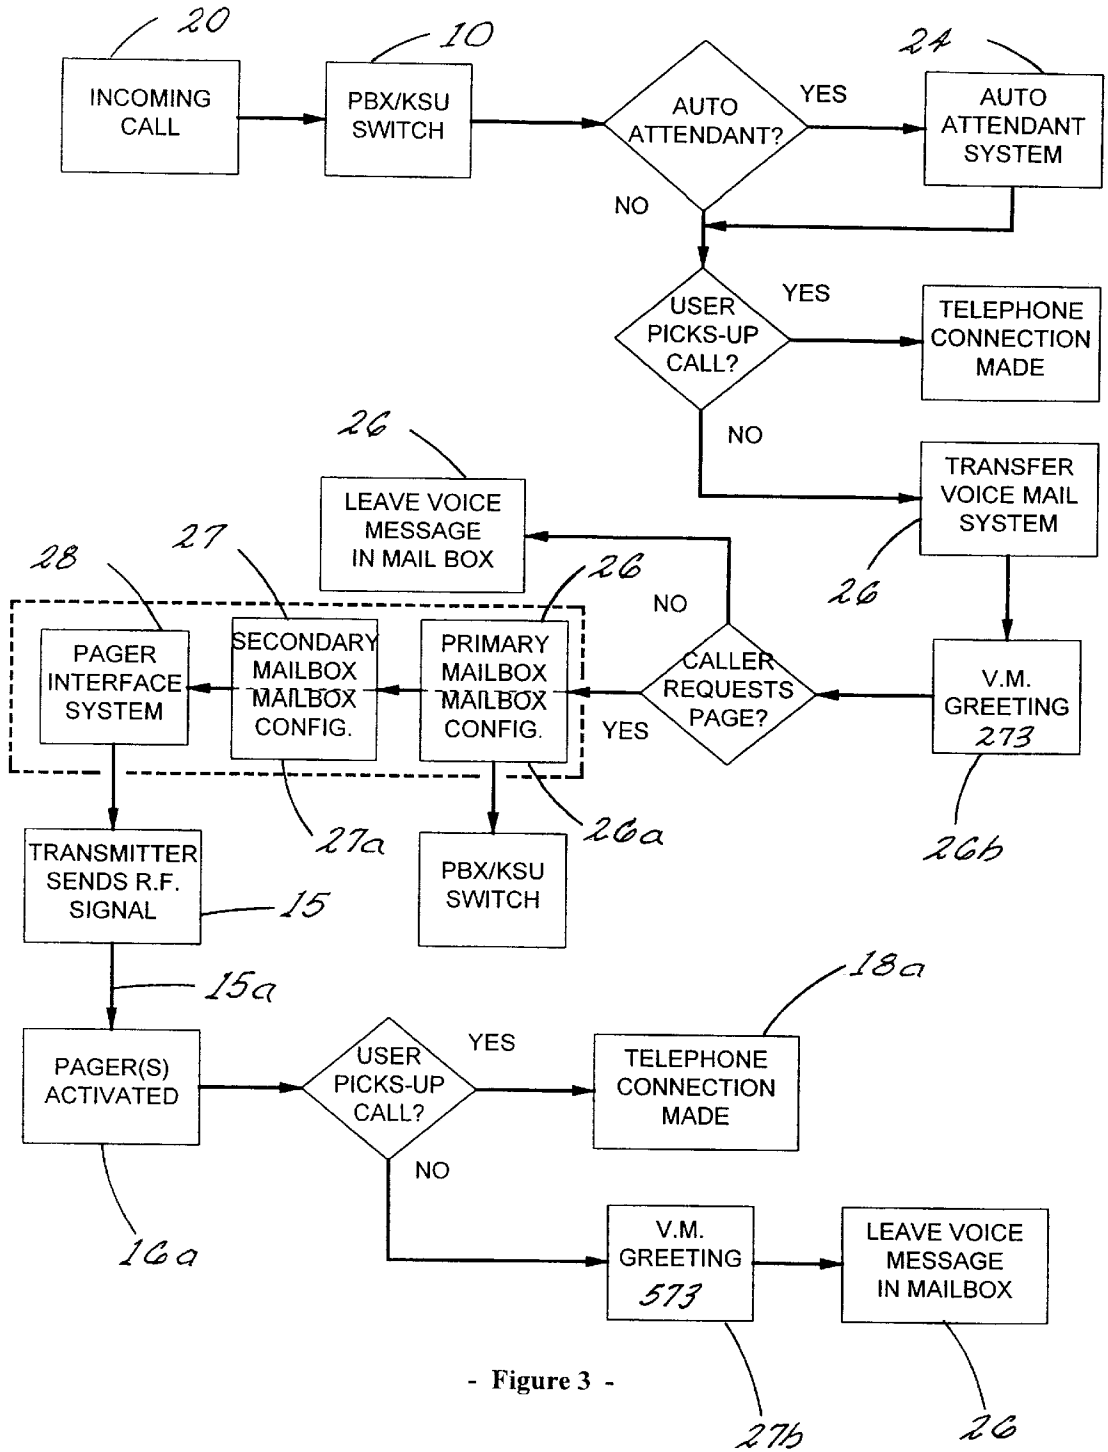 20
10
24
INCOMING
CALL
PBX/KSU
SWITCH
AUTO
ATTENDANT?
YES
AUTO
ATTENDANT
SYSTEM
NO
USER
PICKS-UP
CALL?
YES
TELEPHONE
CONNECTION
MADE
NO
26
LEAVE VOICE
MESSAGE
IN MAIL BOX
TRANSFER
VOICE MAIL
SYSTEM
26
28
27
26
NO
PAGER
INTERFACE
SYSTEM
SECONDARY
MAILBOX
MAILBOX
CONFIG.
PRIMARY
MAILBOX
MAILBOX
CONFIG.
YES
CALLER
REQUESTS
PAGE?
V.M.
GREETING
273
27a
26a
26b
TRANSMITTER
SENDS R.F.
SIGNAL
15
PBX/KSU
SWITCH
15a
18a
PAGER(S)
ACTIVATED
USER
PICKS-UP
CALL?
YES
TELEPHONE
CONNECTION
MADE
NO
16a
V.M.
GREETING
573
LEAVE VOICE
MESSAGE
IN MAILBOX
- Figure 3 -
27b
26